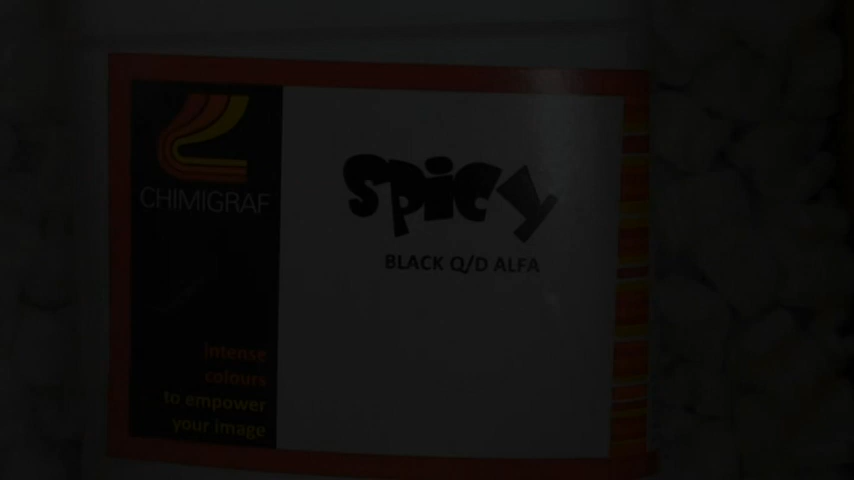 CHIMIGRAF
spicy
BLACK Q/D ALFA
intense
colours
to empower
your image